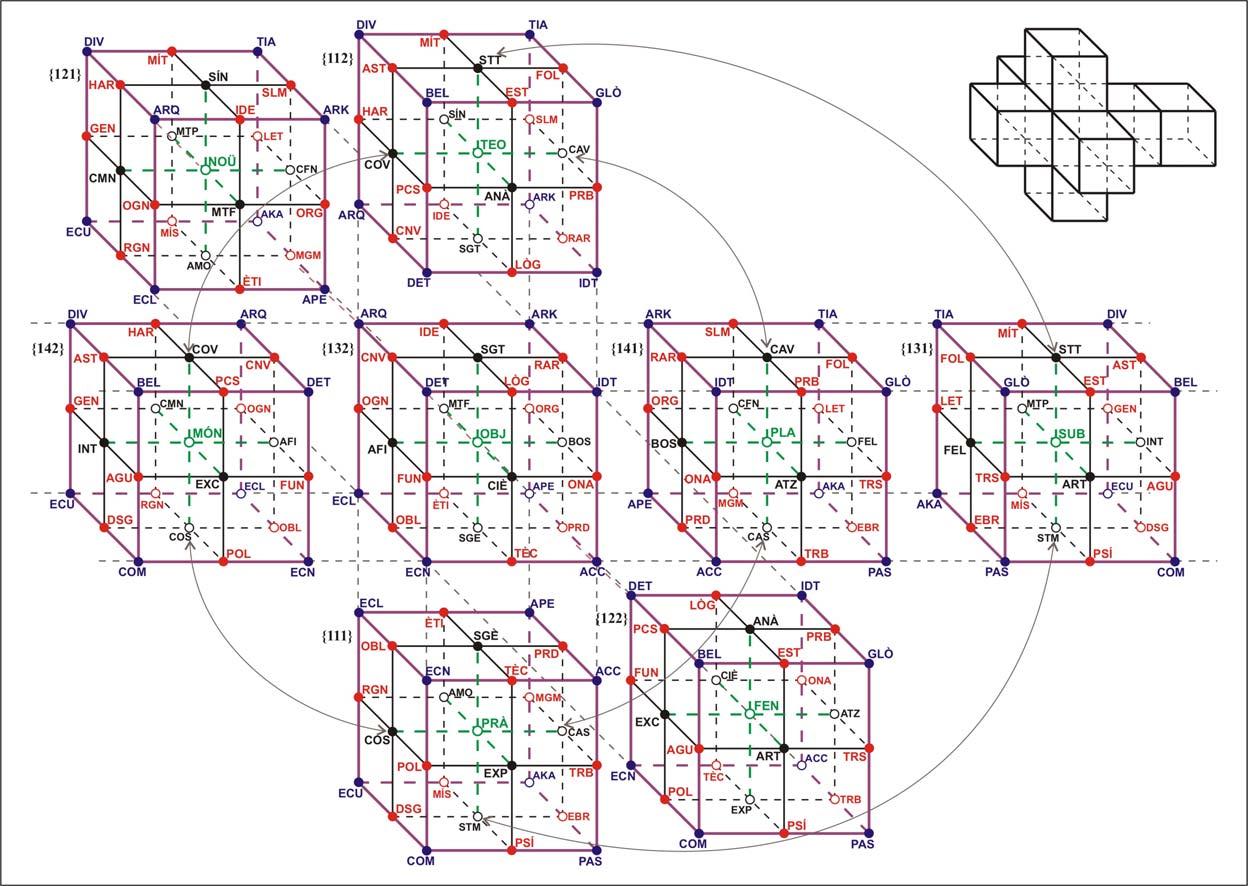 DIV TIA
{121} MÍT
HAR SÍN SLM
ARQ IDE ARK
GEN MTP LET
CMN INOÜ CFN
OGN MTF ORG
ECU MÍS AKA
RGN AMO MGM
ECL ÈTI APE
DIV TIA
{112} MÍT
AST STT FOL
BEL EST GLÒ
HAR SÍN SLM
COV ITEO CAV
PCS ANÀ PRB
ARQ IDE ARK
CNV SGT RAR
DET LÒG IDT
DIV ARQ
{142} HAR
AST COV CNV
BEL PCS DET
GEN CMN OGN
INT IMÓN AFI
AGU EXC FUN
ECU RGN ECL
DSG COS OBL
COM POL ECN
ARQ ARK
{132} IDE
CNV SGT RAR
DET LÒG IDT
OGN MTF ORG
AFI IOBJ BOS
FUN CIÈ ONA
ECL ÈTI APE
OBL SGE PRD
ECN TÈC ACC
ARK TIA
{141} SLM
RAR CAV FOL
IDT PRB GLÒ
ORG CFN LET
BOS IPLA FEL
ONA ATZ TRS
APE MGM AKA
PRD CAS EBR
ACC TRB PAS
TIA DIV
{131} MÍT
FOL STT AST
GLÒ EST BEL
LET MTP GEN
FEL ISUB INT
TRS ART AGU
AKA MÍS ECU
EBR STM DSG
PAS PSÍ COM
ECL APE
{111} ÈTI
OBL SGÈ PRD
ECN TÈC ACC
RGN AMO MGM
COS IPRÀ CAS
POL EXP TRB
ECU MÍS AKA
DSG STM EBR
COM PSÍ PAS
DET IDT
{122} LÒG
PCS ANÀ PRB
BEL EST GLÒ
FUN CIÈ ONA
EXC IFEN ATZ
AGU ART TRS
ECN TÈC ACC
POL EXP TRB
COM PSÍ PAS